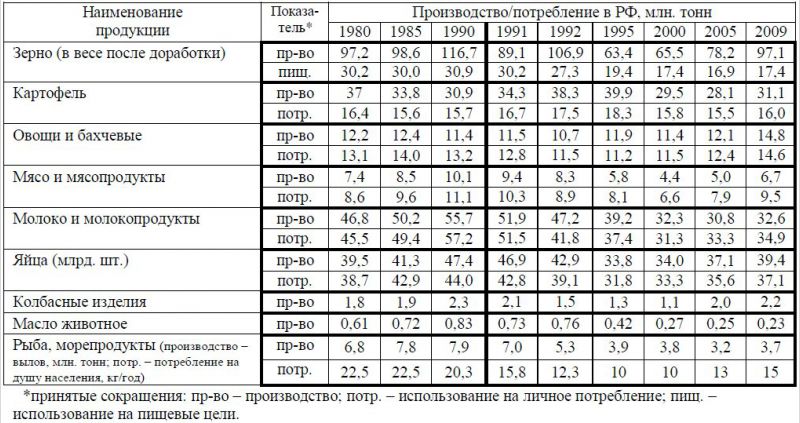 Наименование продукции | Показа-тель* | Производство/потребление в РФ, млн. тонн
1980 | 1985 | 1990 | 1991 | 1992 | 1995 | 2000 | 2005 | 2009
Зерно (в весе после доработки) | пр-во | 97,2 | 98,6 | 116,7 | 89,1 | 106,9 | 63,4 | 65,5 | 78,2 | 97,1
пищ. | 30,2 | 30,0 | 30,9 | 30,2 | 27,3 | 19,4 | 17,4 | 16,9 | 17,4
Картофель | пр-во | 37 | 33,8 | 30,9 | 34,3 | 38,3 | 39,9 | 29,5 | 28,1 | 31,1
потр. | 16,4 | 15,6 | 15,7 | 16,7 | 17,5 | 18,3 | 15,8 | 15,5 | 16,0
Овощи и бахчевые | пр-во | 12,2 | 12,4 | 11,4 | 11,5 | 10,7 | 11,9 | 11,4 | 12,1 | 14,8
потр. | 13,1 | 14,0 | 13,2 | 12,8 | 11,5 | 11,2 | 11,5 | 12,4 | 14,6
Мясо и мясопродукты | пр-во | 7,4 | 8,5 | 10,1 | 9,4 | 8,3 | 5,8 | 4,4 | 5,0 | 6,7
потр. | 8,6 | 9,6 | 11,1 | 10,3 | 8,9 | 8,1 | 6,6 | 7,9 | 9,5
Молоко и молокопродукты | пр-во | 46,8 | 50,2 | 55,7 | 51,9 | 47,2 | 39,2 | 32,3 | 30,8 | 32,6
потр. | 45,5 | 49,4 | 57,2 | 51,5 | 41,8 | 37,4 | 31,3 | 33,3 | 34,9
Яйца (млрд. шт.) | пр-во | 39,5 | 41,3 | 47,4 | 46,9 | 42,9 | 33,8 | 34,0 | 37,1 | 39,4
потр. | 38,7 | 42,9 | 44,0 | 42,8 | 39,1 | 31,8 | 33,3 | 35,6 | 37,1
Колбасные изделия | пр-во | 1,8 | 1,9 | 2,3 | 2,1 | 1,5 | 1,3 | 1,1 | 2,0 | 2,2
Масло животное | пр-во | 0,61 | 0,72 | 0,83 | 0,73 | 0,76 | 0,42 | 0,27 | 0,25 | 0,23
Рыба, морепродукты (производство – | пр-во | 6,8 | 7,8 | 7,9 | 7,0 | 5,3 | 3,9 | 3,8 | 3,2 | 3,7
вылов, млн. тонн; потр. – потребление на
душу населения, кг/год) | потр. | 22,5 | 22,5 | 20,3 | 15,8 | 12,3 | 10 | 10 | 13 | 15
*принятые сокращения: пр-во – производство; потр. – использование на личное потребление; пищ. –
использование на пищевые цели.